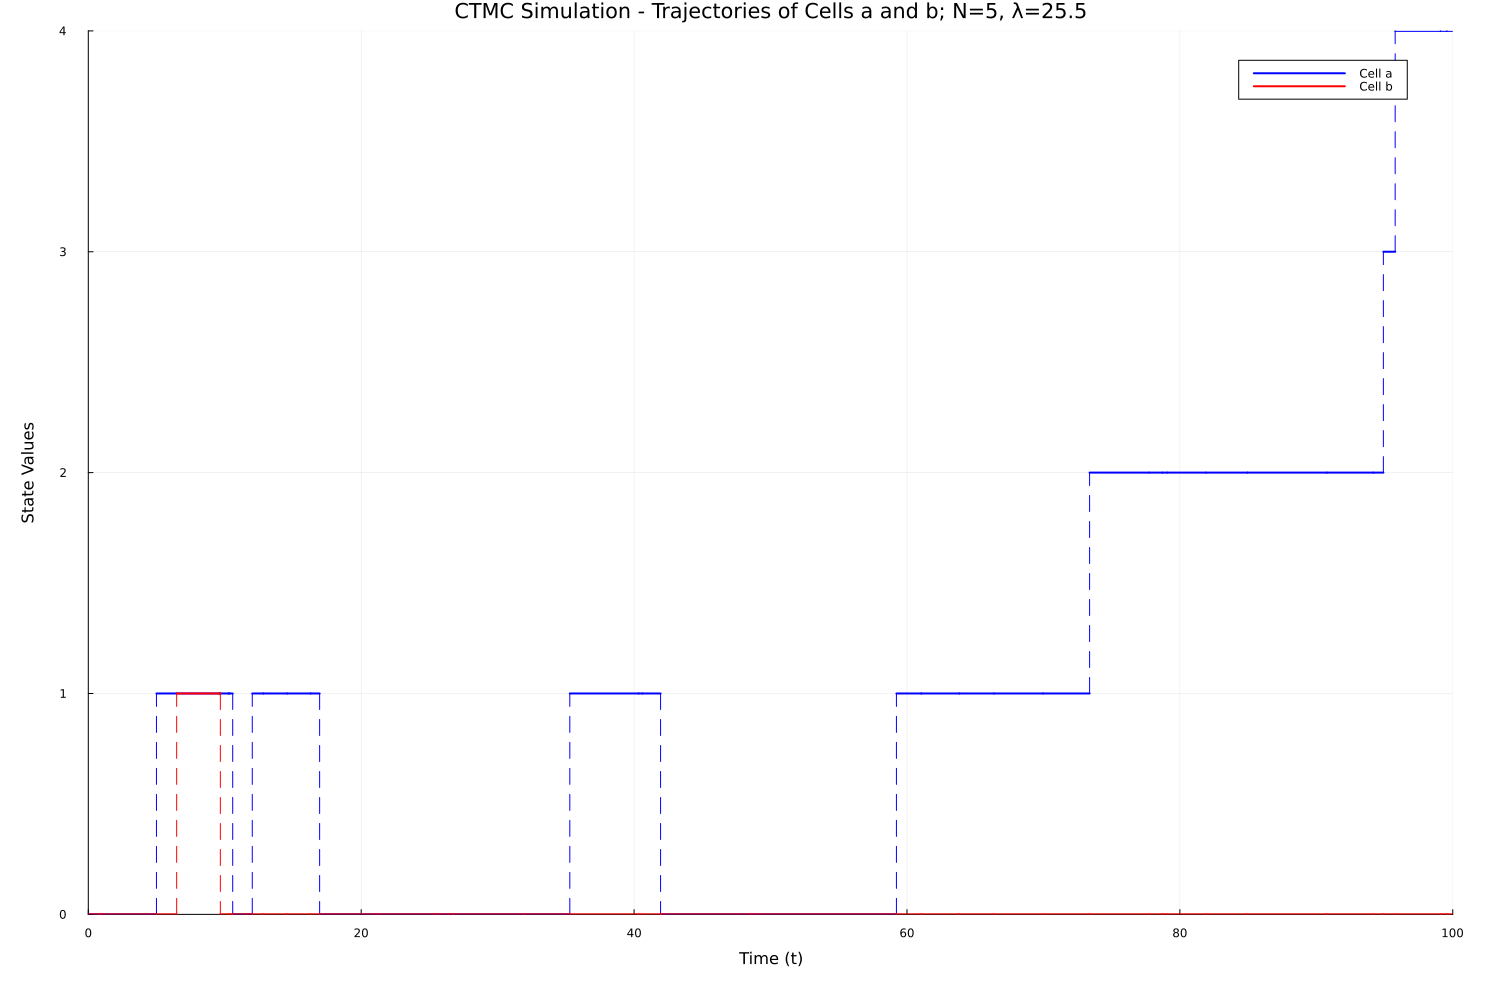 CTMC Simulation - Trajectories of Cells a and b; N=5, λ=25.5
4
Cell a
Cell b
3
State Values
2
1
0
0 20 40 60 80 100
Time (t)